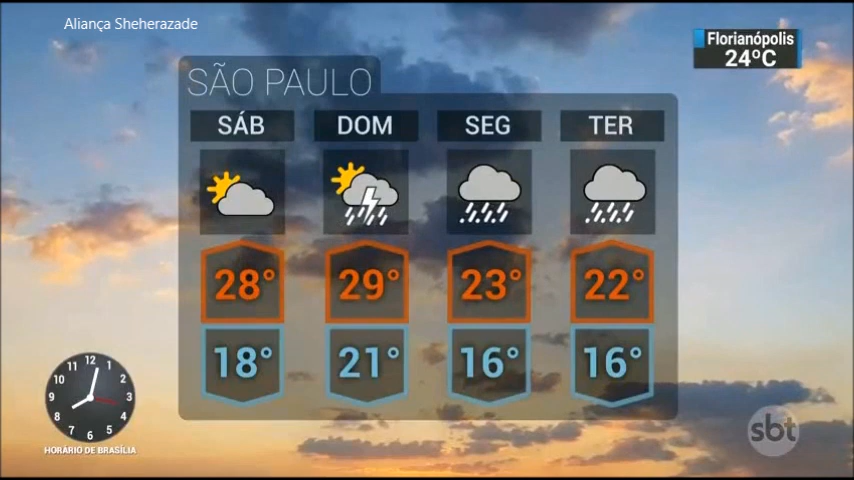 Aliança Sheherazade
Florianópolis
24ºC
SÃO PAULO
SÁB DOM SEG TER
28° 29° 23° 22°
18° 21° 16° 16°
12
11 1
10 2
9 3
8 4
7 5
6
HORÁRIO DE BRASÍLIA
sbt